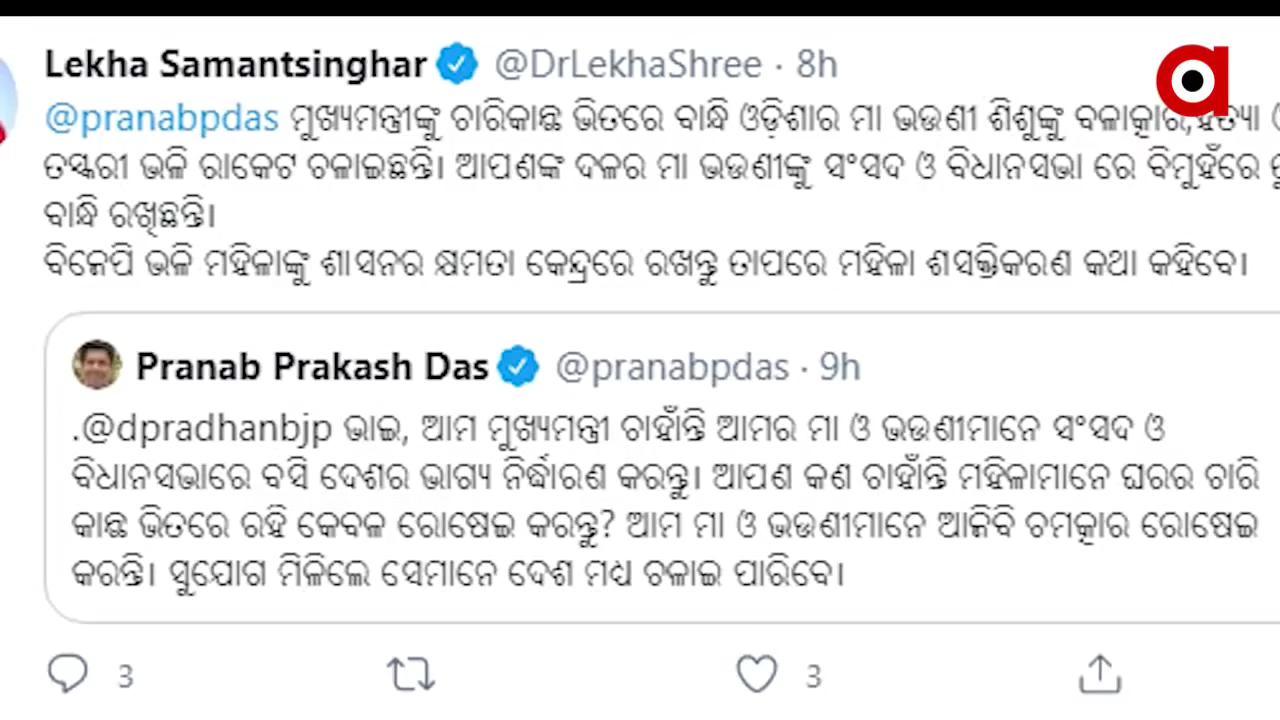 Lekha Samantsinghar @DrLekhaShree · 8h
@pranabpdas ମୁଖ୍ୟମନ୍ତ୍ରୀଙ୍କୁ ଚାରିକାନ୍ଥ ଭିତରେ ବାନ୍ଧି ଓଡ଼ିଶାର ମା ଭଉଣୀ ଶିଶୁଙ୍କୁ ବଳାତ୍କାର,ହତ୍ୟା ଓ
ତସ୍କରୀ ଭଳି ରାକେଟ ଚଳାଇଛନ୍ତି। ଆପଣଙ୍କ ଦଳର ମା ଭଉଣୀଙ୍କୁ ସଂସଦ ଓ ବିଧାନସଭା ରେ ବିମୁହଁରେ
ବାନ୍ଧି ରଖିଛନ୍ତି।
ବିଜେପି ଭଳି ମହିଳାଙ୍କୁ ଶାସନର କ୍ଷମତା କେନ୍ଦ୍ରରେ ରଖନ୍ତୁ ତାପରେ ମହିଳା ଶସକ୍ତିକରଣ କଥା କହିବେ।
Pranab Prakash Das @pranabpdas · 9h
.@dpradhanbjp ଭାଇ, ଆମ ମୁଖ୍ୟମନ୍ତ୍ରୀ ଚାହାଁନ୍ତି ଆମର ମା ଓ ଭଉଣୀମାନେ ସଂସଦ ଓ
ବିଧାନସଭାରେ ବସି ଦେଶର ଭାଗ୍ୟ ନିର୍ଦ୍ଧାରଣ କରନ୍ତୁ। ଆପଣ କଣ ଚାହାଁନ୍ତି ମହିଳାମାନେ ଘରର ଚାରି
କାନ୍ଥ ଭିତରେ ରହି କେବଳ ରୋଷେଇ କରନ୍ତୁ? ଆମ ମା ଓ ଭଉଣୀମାନେ ଆଜିବି ଚମତ୍କାର ରୋଷେଇ
କରନ୍ତି। ସୁଯୋଗ ମିଳିଲେ ସେମାନେ ଦେଶ ମଧ୍ୟ ଚଳାଇ ପାରିବେ।
3 3